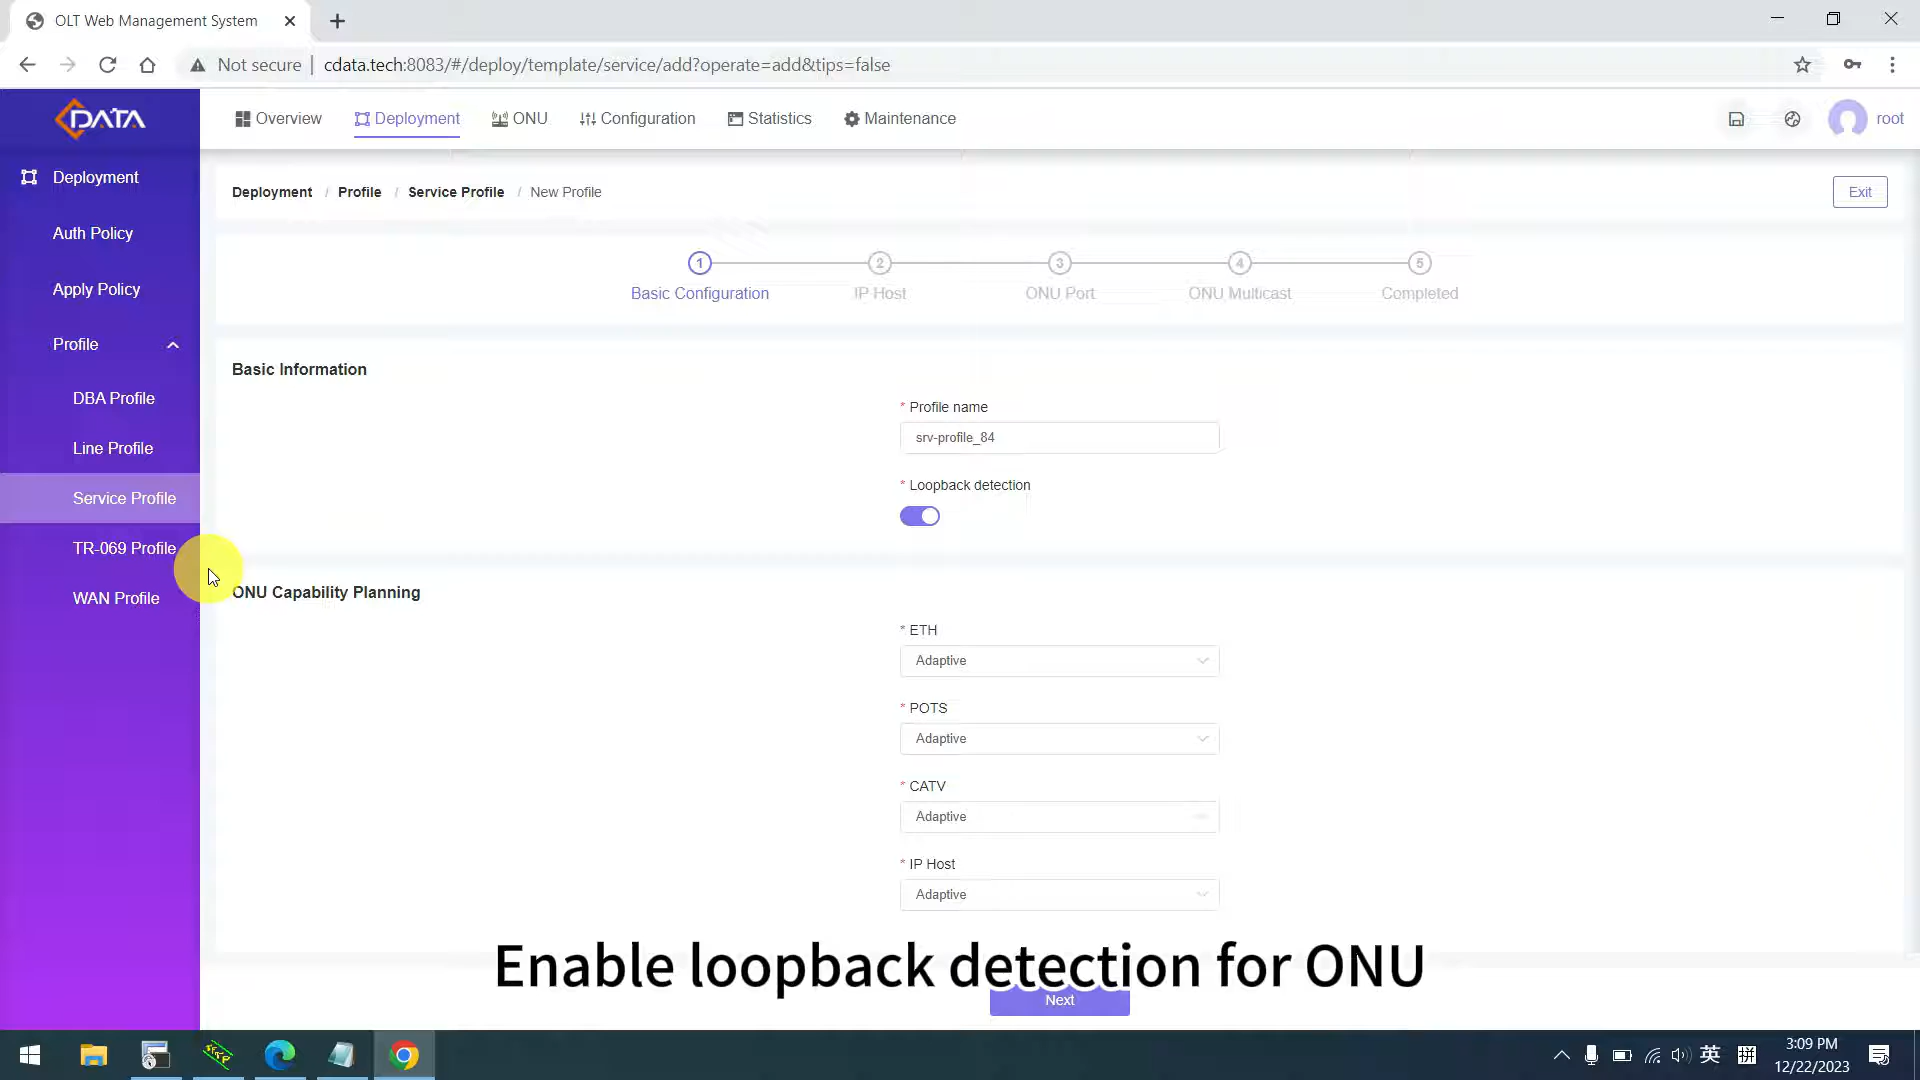 OLT Web Management System
Not secure
cdata.tech:8083/#/deploy/template/service/add?operate=add&tips=false
DATA
Overview
Deployment
ONU
Configuration
Statistics
Maintenance
root
Deployment
Auth Policy
Apply Policy
Profile
DBA Profile
Line Profile
Service Profile
TR-069 Profile
WAN Profile
Deployment / Profile / Service Profile / New Profile
Exit
1
2
3
4
5
Basic Configuration
IP Host
ONU Port
ONU Multicast
Completed
Basic Information
* Profile name
srv-profile_84
* Loopback detection
ONU Capability Planning
* ETH
Adaptive
* POTS
Adaptive
* CATV
Adaptive
* IP Host
Adaptive
Enable loopback detection for ONU
Next
英
拼
3:09 PM
12/22/2023